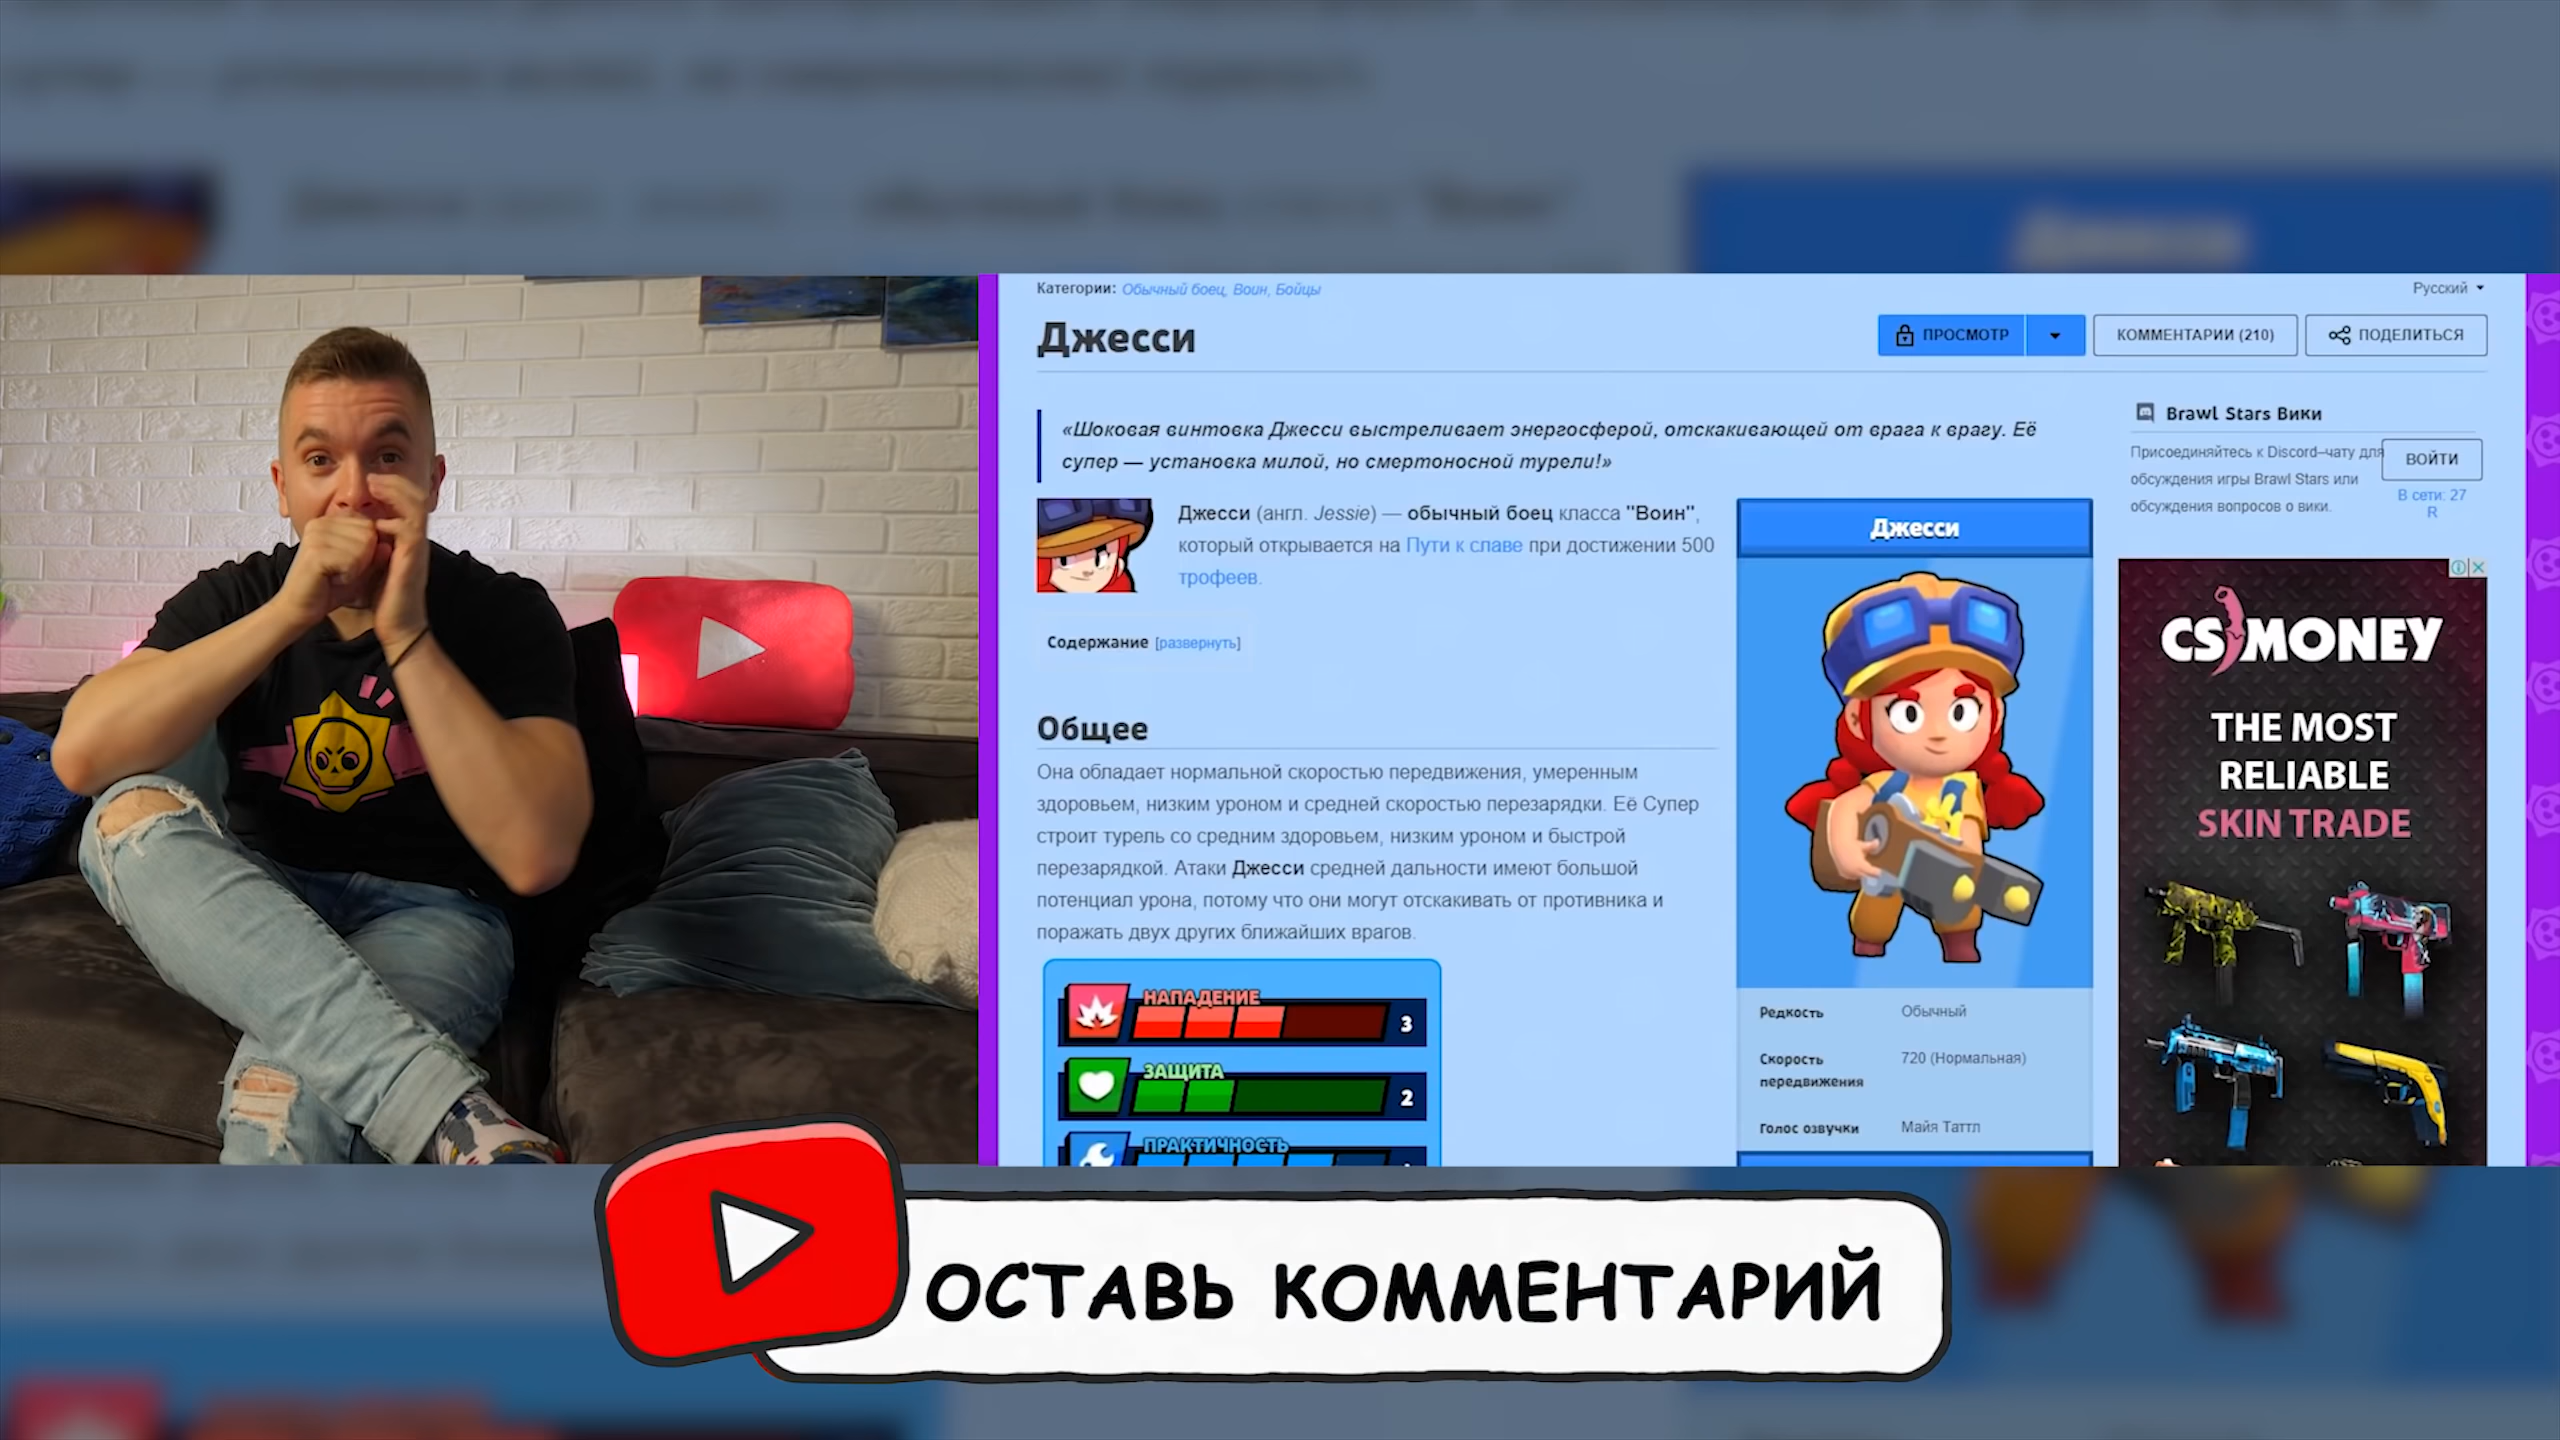 Категории: Обычный боец, Воин, Бойцы
Русский
Джесси
ПРОСМОТР
КОММЕНТАРИИ (210)
ПОДЕЛИТЬСЯ
«Шоковая винтовка Джесси выстреливает энергосферой, отскакивающей от врага к врагу. Её
супер — установка милой, но смертоносной турели!»
Джесси (англ. Jessie) — обычный боец класса "Воин",
который открывается на Пути к славе при достижении 500
трофеев.
Содержание [развернуть]
Общее
Она обладает нормальной скоростью передвижения, умеренным
здоровьем, низким уроном и средней скоростью перезарядки. Её Супер
строит турель со средним здоровьем, низким уроном и быстрой
перезарядкой. Атаки Джесси средней дальности имеют большой
потенциал урона, потому что они могут отскакивать от противника и
поражать двух других ближайших врагов.
НАПАДЕНИЕ
3
ЗАЩИТА
2
ПРАКТИЧНОСТЬ
Джесси
Редкость Обычный
Скорость 720 (Нормальная)
передвижения
Голос озвучки Майя Таттл
Brawl Stars Вики
Присоединяйтесь к Discord–чату для
обсуждения игры Brawl Stars или
обсуждения вопросов о вики.
ВОЙТИ
В сети: 27
R
CS MONEY
THE MOST
RELIABLE
SKIN TRADE
ОСТАВЬ КОММЕНТАРИЙ